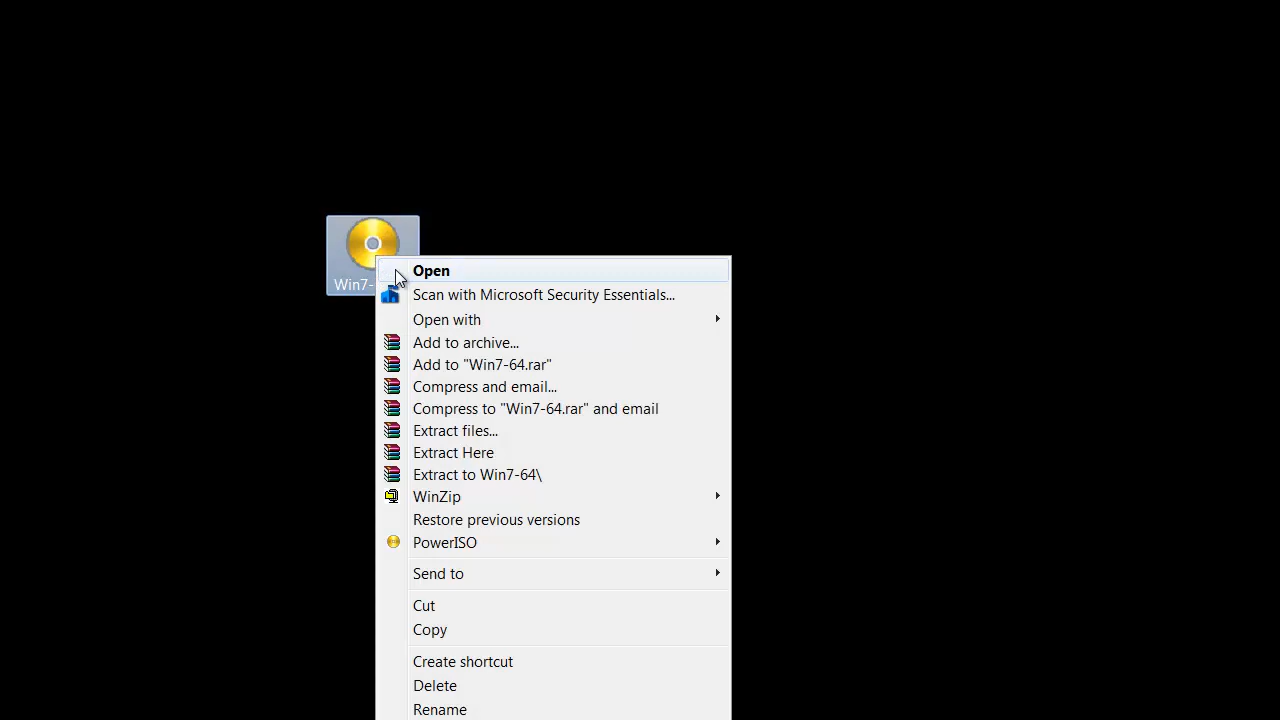 Win7-
Open
Scan with Microsoft Security Essentials...
Open with
Add to archive...
Add to "Win7-64.rar"
Compress and email...
Compress to "Win7-64.rar" and email
Extract files...
Extract Here
Extract to Win7-64\
WinZip
Restore previous versions
PowerISO
Send to
Cut
Copy
Create shortcut
Delete
Rename